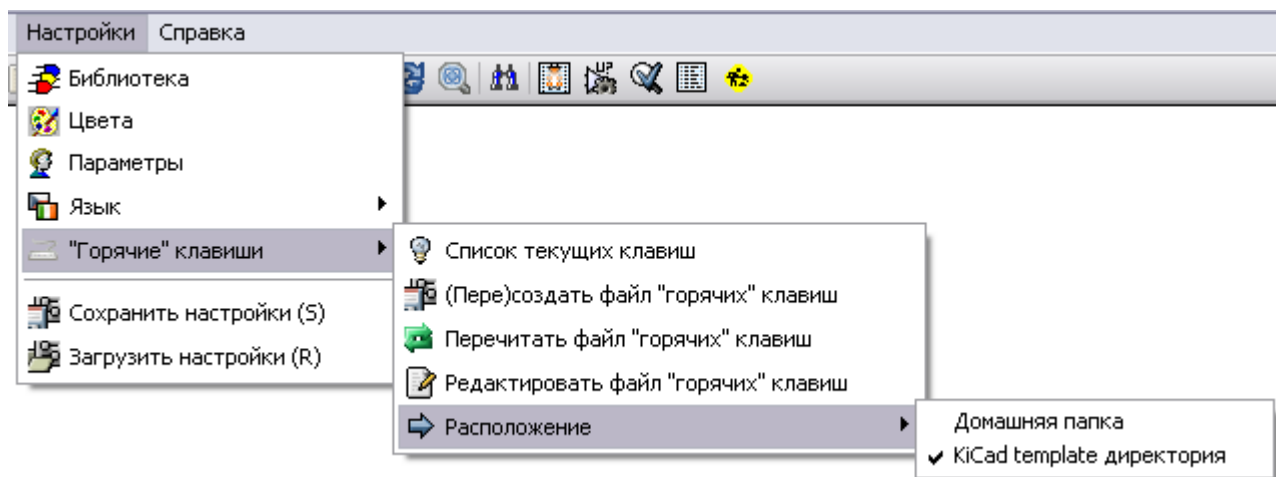 Настройки Справка
Библиотека
Цвета
Параметры
Язык
"Горячие" клавиши
Сохранить настройки (S)
Загрузить настройки (R)
Список текущих клавиш
(Пере)создать файл "горячих" клавиш
Перечитать файл "горячих" клавиш
Редактировать файл "горячих" клавиш
Расположение
Домашняя папка
KiCad template директория